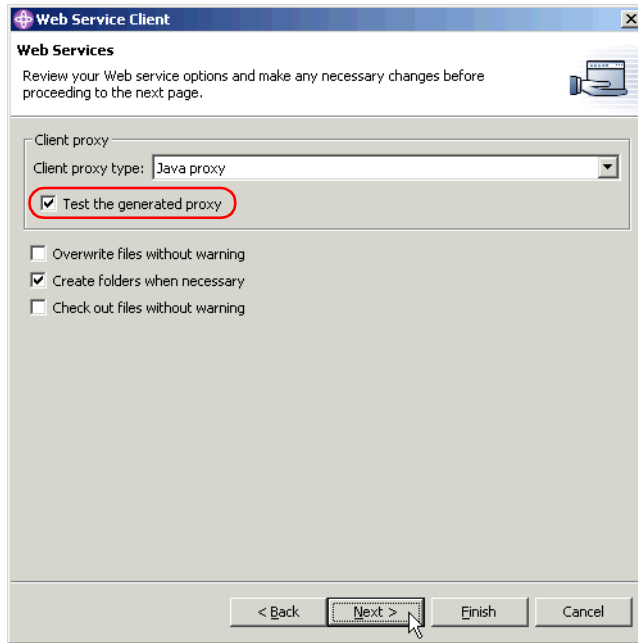 Web Service Client
Web Services
Review your Web service options and make any necessary changes before
proceeding to the next page.
Client proxy
Client proxy type: Java proxy
Test the generated proxy
Overwrite files without warning
Create folders when necessary
Check out files without warning
< Back Next > Finish Cancel